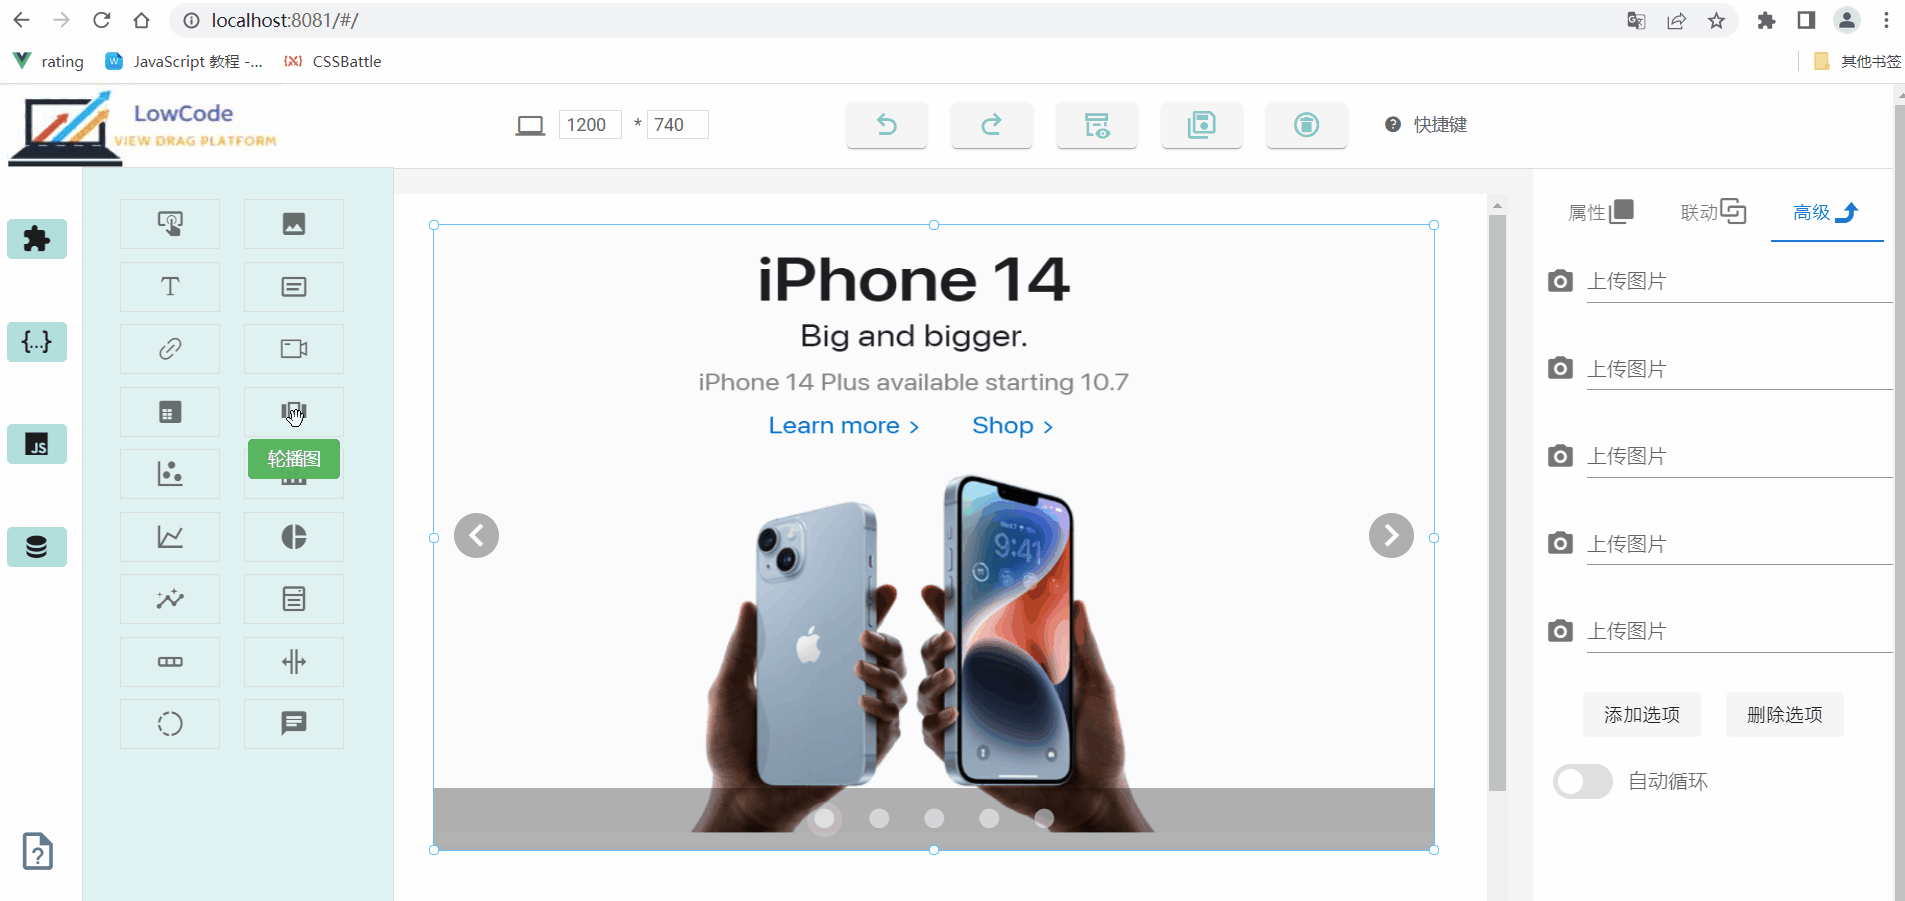 localhost:8081/#/
rating
JavaScript 教程 -...
CSSBattle
其他书签
LowCode
VIEW DRAG PLATFORM
1200 * 740
快捷键
属性
联动
高级
{...}
JS
轮播图
iPhone 14
Big and bigger.
iPhone 14 Plus available starting 10.7
Learn more >
Shop >
9:41
上传图片
上传图片
上传图片
上传图片
上传图片
添加选项
删除选项
自动循环